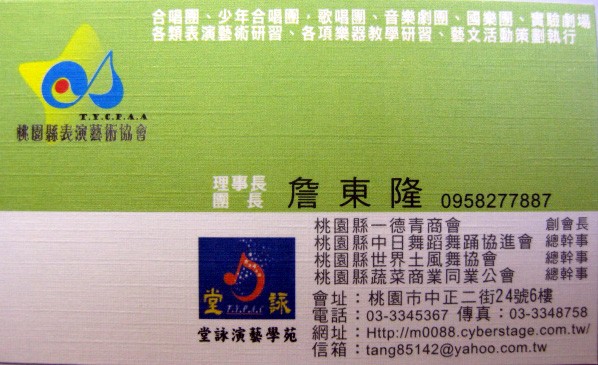 合唱團、少年合唱團，歌唱團、音樂劇團、國樂團、實驗劇場
各類表演藝術研習、各項樂器教學研習、藝文活動策劃執行
T.Y.C.P.A.A
桃園縣表演藝術協會
理事長
團 長
詹東隆 0958277887
桃園縣一德青商會 創會長
桃園縣中日舞蹈舞踊協進會 總幹事
桃園縣世界土風舞協會 總幹事
桃園縣蔬菜商業同業公會 總幹事
堂詠
T.Y.P.I.C
堂詠演藝學苑
會址：桃園市中正二街24號6樓
電話：03-3345367 傳真：03-3348758
網址：Http://m0088.cyberstage.com.tw/
信箱：tang85142@yahoo.com.tw